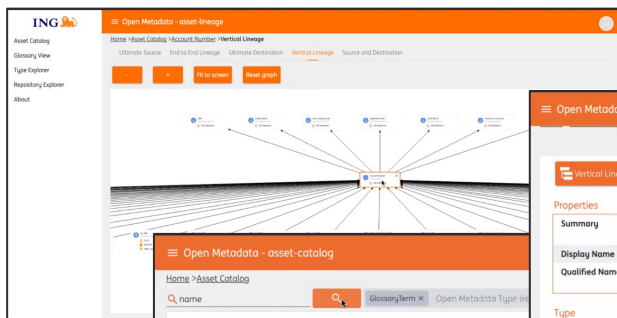 ING
Asset Catalog
Glossary View
Type Explorer
Repository Explorer
About
Open Metadata - asset-lineage
Home >Asset Catalog >Account Number >Vertical Lineage
Ultimate Source End to End Lineage Ultimate Destination Vertical Lineage Source and Destination
- + Fit to screen Reset graph
Open Metadata - asset-catalog
Home >Asset Catalog
name
GlossaryTerm × Open Metadata Type (re
Open Metada
Vertical Line
Properties
Summary
Display Name
Qualified Name
Type